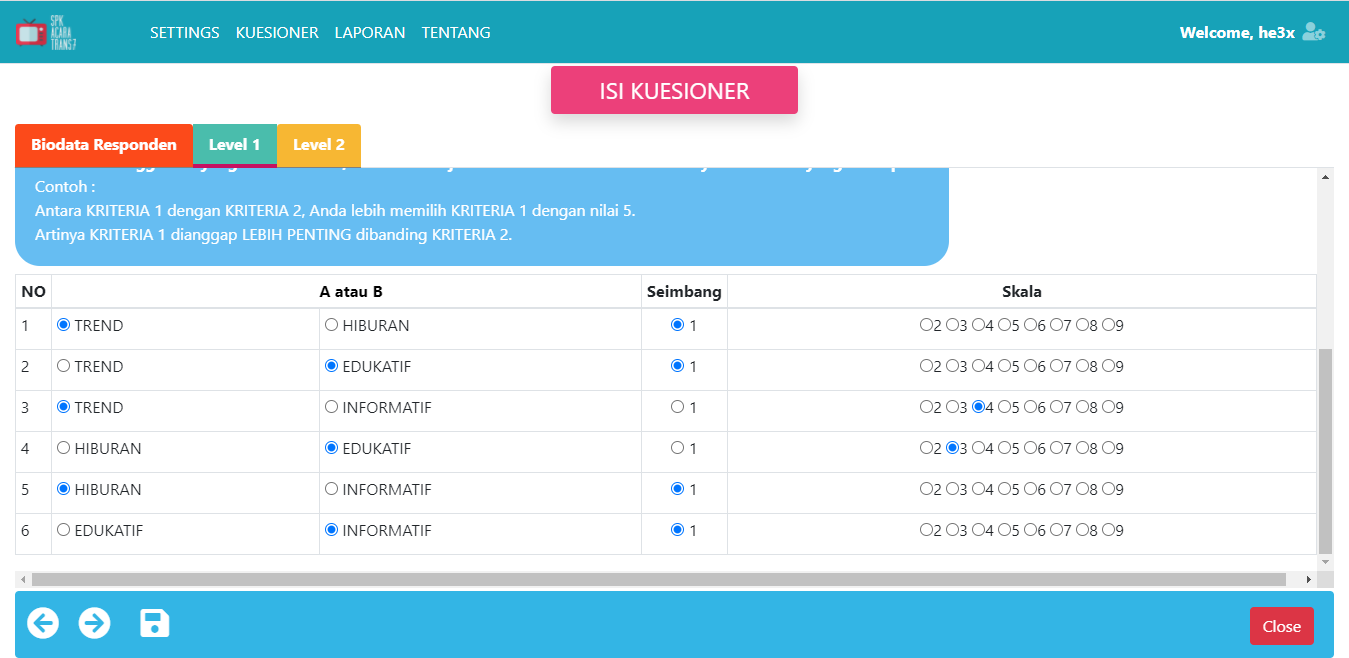 SPK
ACARA
TRANS7
SETTINGS KUESIONER LAPORAN TENTANG
Welcome, he3x
ISI KUESIONER
Biodata Responden Level 1 Level 2
Contoh :
Antara KRITERIA 1 dengan KRITERIA 2, Anda lebih memilih KRITERIA 1 dengan nilai 5.
Artinya KRITERIA 1 dianggap LEBIH PENTING dibanding KRITERIA 2.
NO A atau B Seimbang Skala
1 TREND HIBURAN 1 2 3 4 5 6 7 8 9
2 TREND EDUKATIF 1 2 3 4 5 6 7 8 9
3 TREND INFORMATIF 1 2 3 4 5 6 7 8 9
4 HIBURAN EDUKATIF 1 2 3 4 5 6 7 8 9
5 HIBURAN INFORMATIF 1 2 3 4 5 6 7 8 9
6 EDUKATIF INFORMATIF 1 2 3 4 5 6 7 8 9
Close